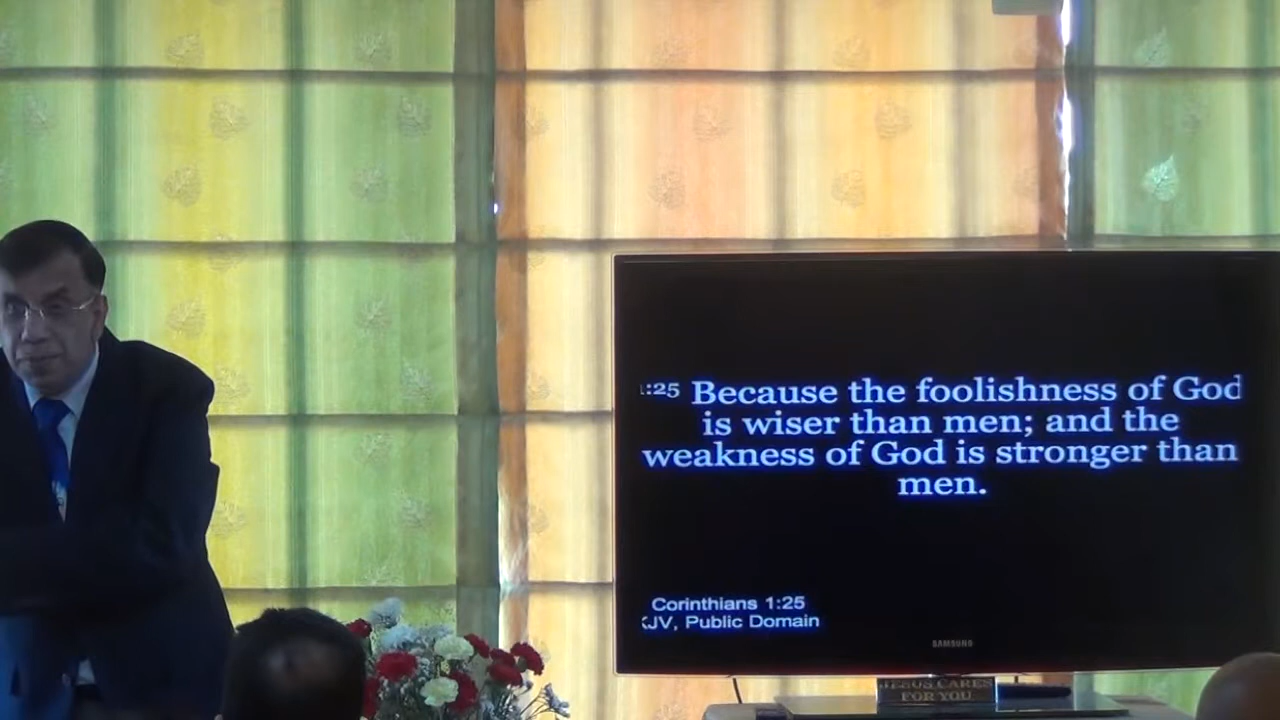 :25 Because the foolishness of God
is wiser than men; and the
weakness of God is stronger than
men.
Corinthians 1:25
KJV, Public Domain
SAMSUNG
JESUS CARES
FOR YOU